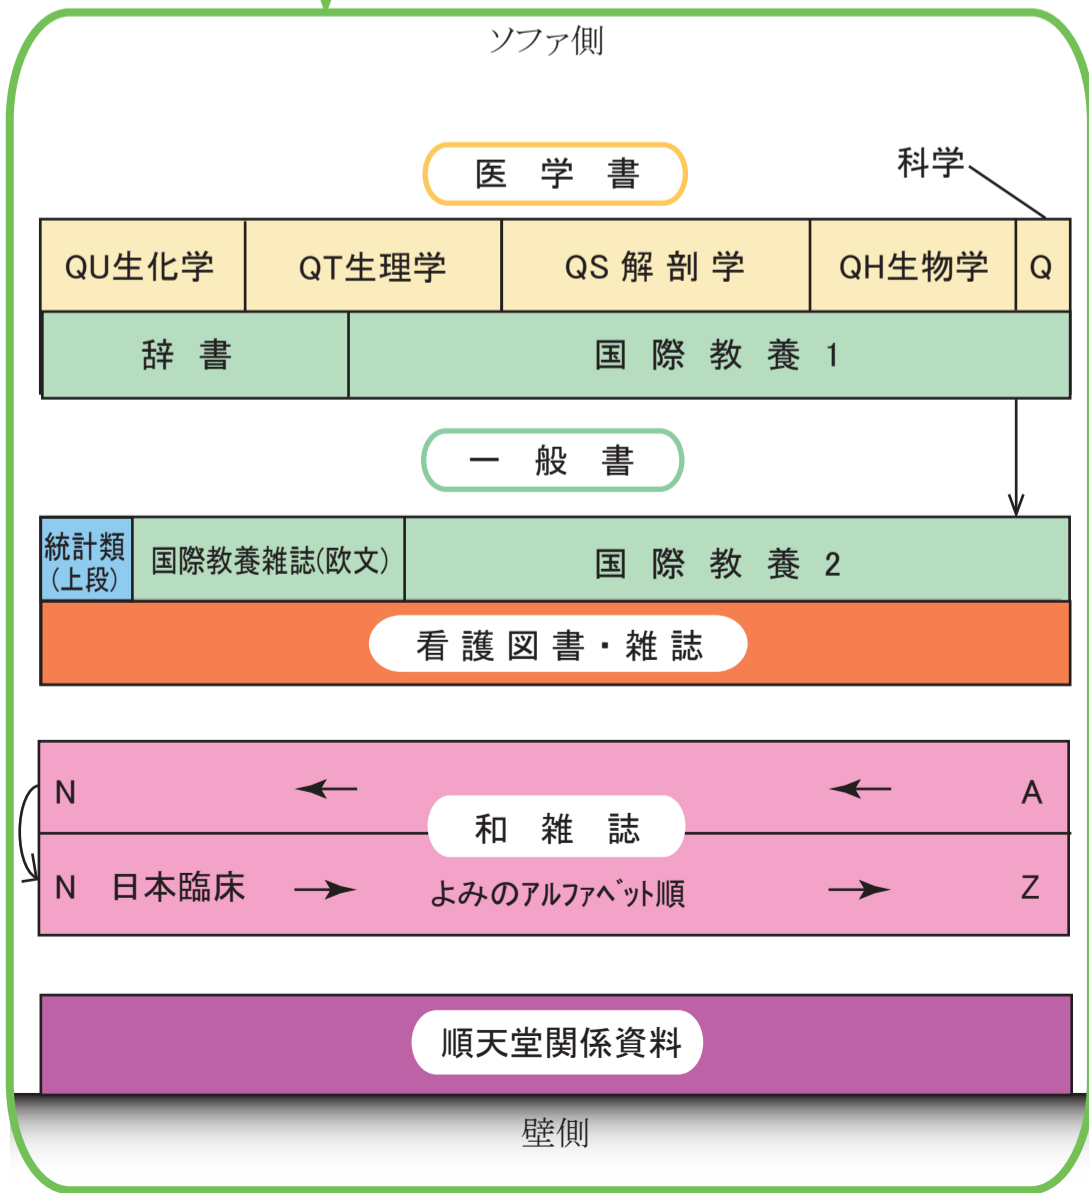 ソファ側
医学書
科学
QU生化学 QT生理学 QS解剖学 QH生物学 Q
辞書 国際教養1
一般書
統計類
(上段)
国際教養雑誌(欧文) 国際教養2
看護図書・雑誌
N ← ← A
和雑誌
N 日本臨床 → よみのアルファベット順 → Z
順天堂関係資料
壁側